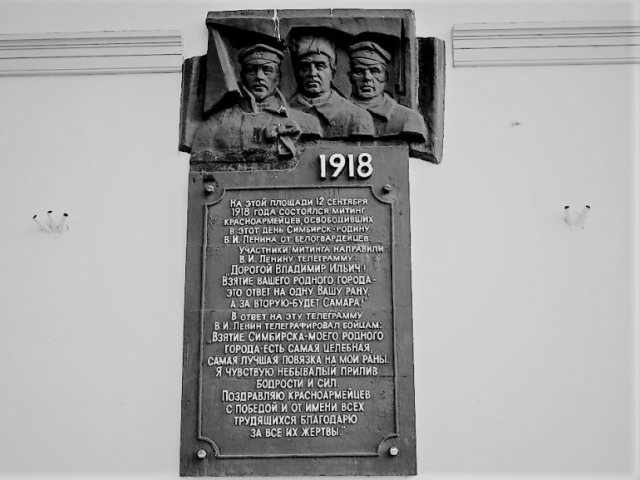 1918
На этой площади 12 сентября
1918 года состоялся митинг
красноармейцев, освободивших
в этот день Симбирск-родину
В.И. Ленина от белогвардейцев.
Участники митинга направили
В.И. Ленину телеграмму:
„Дорогой Владимир Ильич!
Взятие Вашего родного города-
это ответ на одну Вашу рану,
а за вторую-будет Самара!"
В ответ на эту телеграмму
В.И. Ленин телеграфировал бойцам:
„Взятие Симбирска-моего родного
города-есть самая целебная,
самая лучшая повязка на мои раны.
Я чувствую небывалый прилив
бодрости и сил.
Поздравляю красноармейцев
с победой и от имени всех
трудящихся благодарю
за все их жертвы."